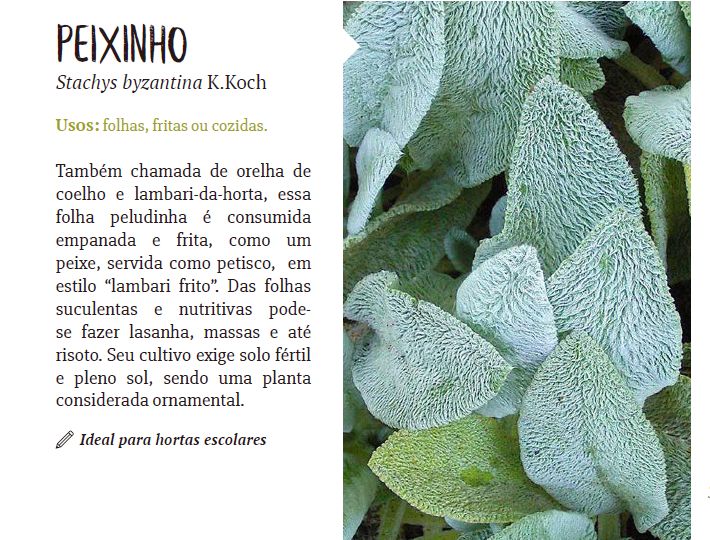 PEIXINHO
Stachys byzantina K.Koch
Usos: folhas, fritas ou cozidas.
Também chamada de orelha de
coelho e lambari-da-horta, essa
folha peludinha é consumida
empanada e frita, como um
peixe, servida como petisco, em
estilo “lambari frito”. Das folhas
suculentas e nutritivas pode-
se fazer lasanha, massas e até
risoto. Seu cultivo exige solo fértil
e pleno sol, sendo uma planta
considerada ornamental.
Ideal para hortas escolares